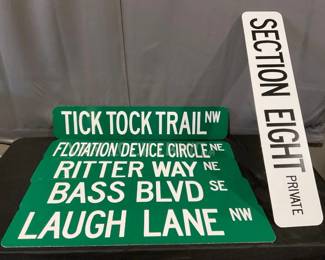 TICK TOCK TRAIL NW
FLOTATION DEVICE CIRCLE NE
RITTER WAY NE
BASS BLVD SE
LAUGH LANE NW
SECTION EIGHT PRIVATE